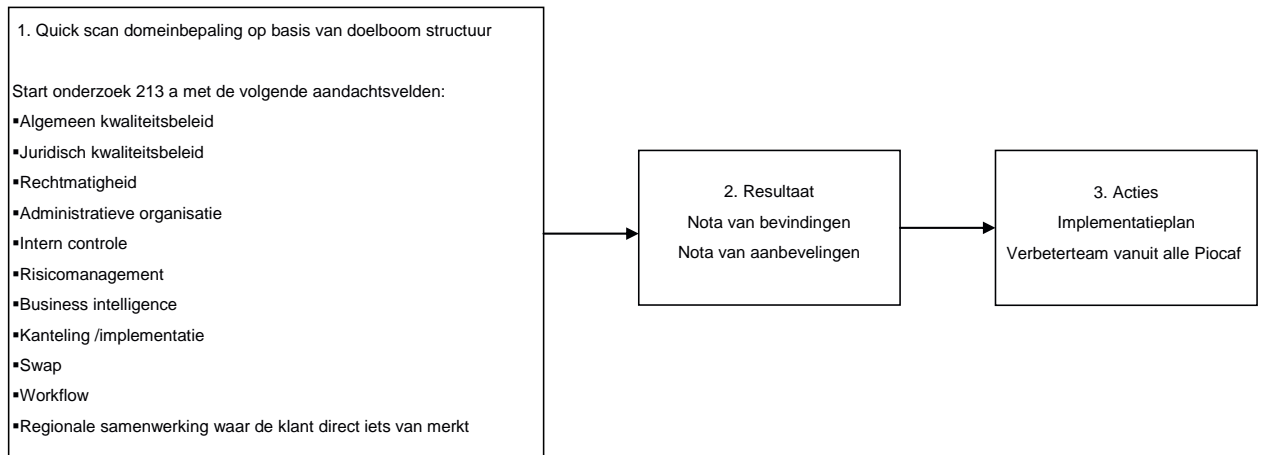 1. Quick scan domeinbepaling op basis van doelboom structuur
Start onderzoek 213 a met de volgende aandachtsvelden:
▪Algemeen kwaliteitsbeleid
▪Juridisch kwaliteitsbeleid
▪Rechtmatigheid
▪Administratieve organisatie
▪Intern controle
▪Risicomanagement
▪Business intelligence
▪Kanteling /implementatie
▪Swap
▪Workflow
▪Regionale samenwerking waar de klant direct iets van merkt
2. Resultaat
Nota van bevindingen
Nota van aanbevelingen
3. Acties
Implementatieplan
Verbeterteam vanuit alle Piocaf